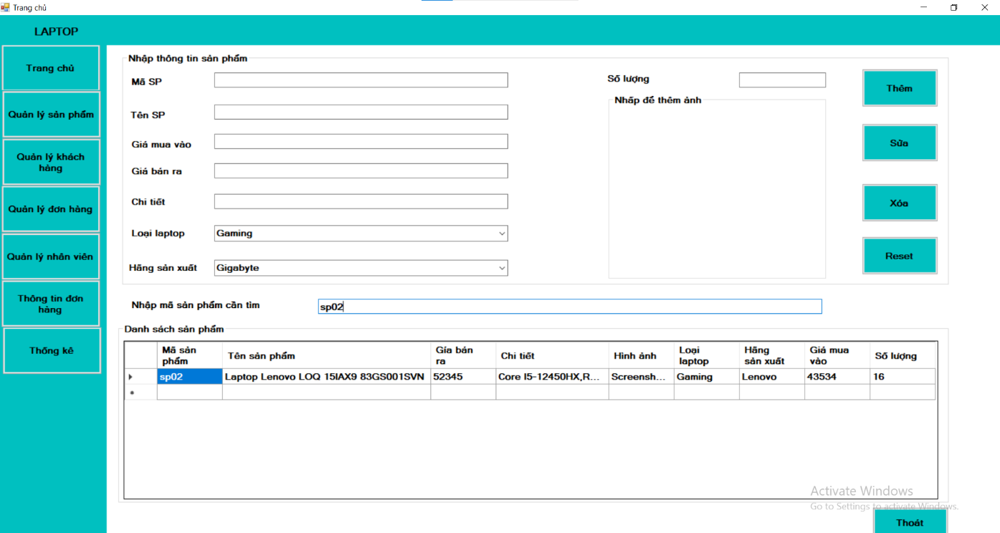 Trang chủ
LAPTOP
Trang chủ
Quản lý sản phẩm
Quản lý khách
hàng
Quản lý đơn hàng
Quản lý nhân viên
Thông tin đơn
hàng
Thống kê
Nhập thông tin sản phẩm
Mã SP
Tên SP
Giá mua vào
Giá bán ra
Chi tiết
Loại laptop
Gaming
Hãng sản xuất
Gigabyte
Số lượng
Nhấp để thêm ảnh
Thêm
Sửa
Xóa
Reset
Nhập mã sản phẩm cần tìm
sp02
Danh sách sản phẩm
Mã sản
phẩm
Tên sản phẩm
Gía bán
ra
Chi tiết
Hình ảnh
Loại
laptop
Hãng
sản xuất
Giá mua
vào
Số lượng
sp02
Laptop Lenovo LOQ 15IAX9 83GS001SVN
52345
Core I5-12450HX,R...
Screensh...
Gaming
Lenovo
43534
16
Activate Windows
Go to Settings to activate Windows.
Thoát